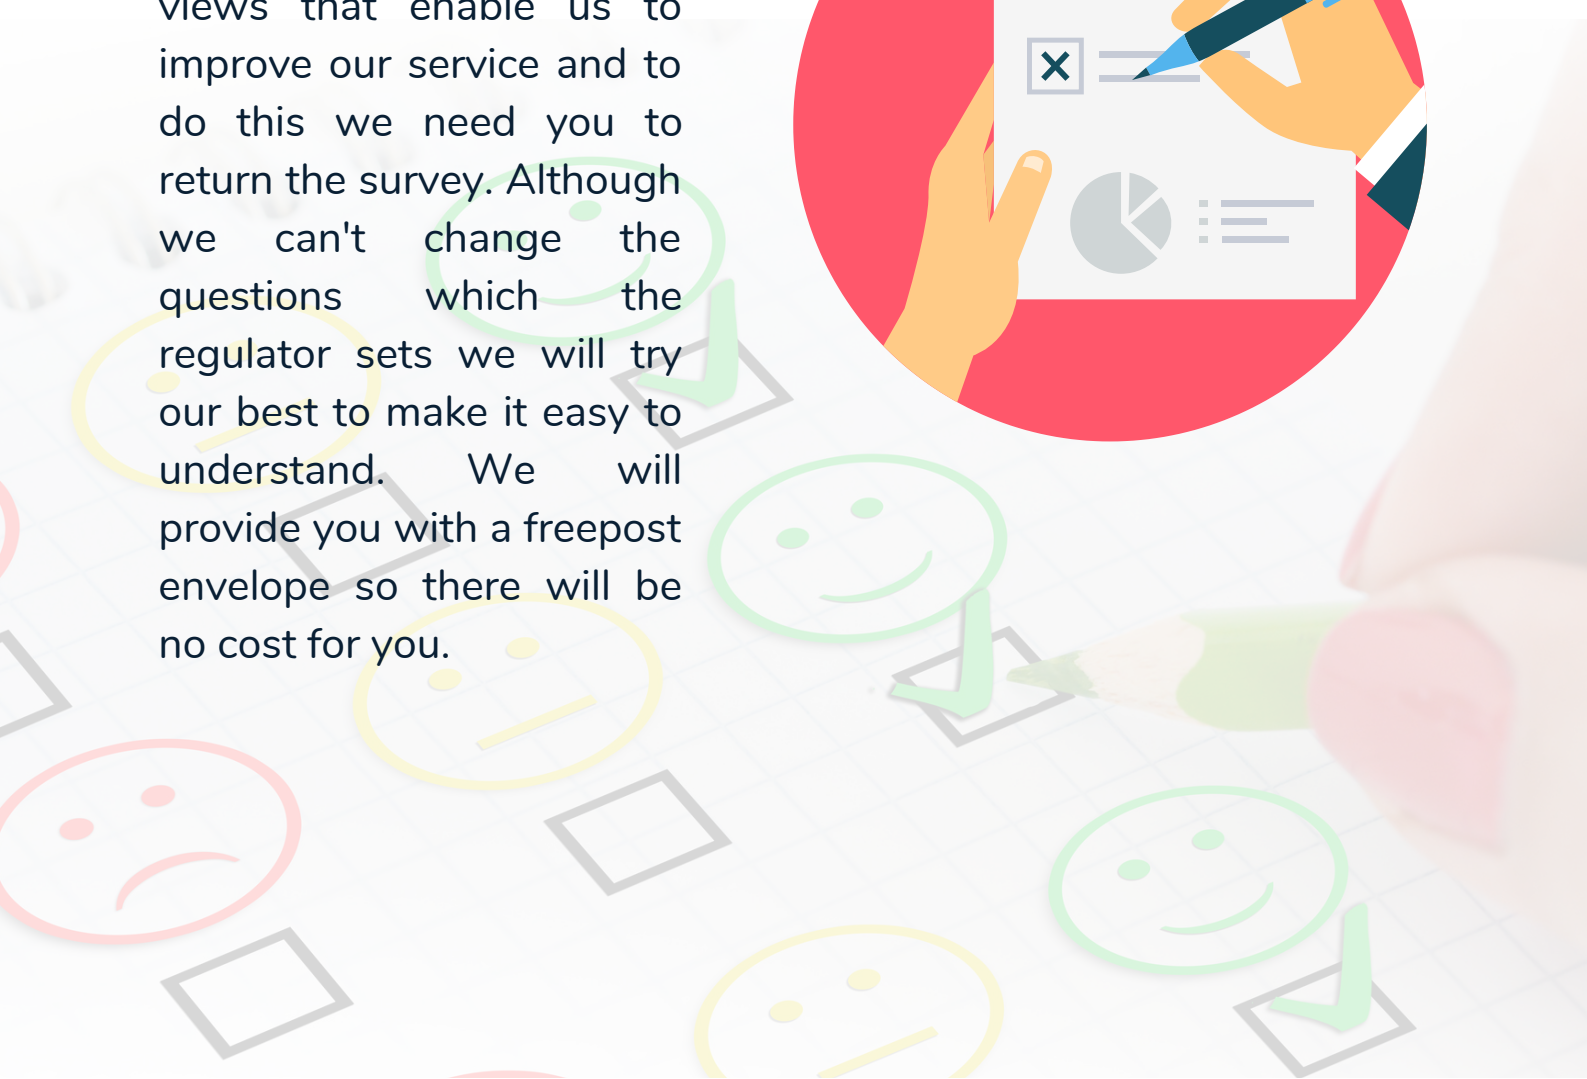 views that enable us to
improve our service and to
do this we need you to
return the survey. Although
we can't change the
questions which the
regulator sets we will try
our best to make it easy to
understand. We will
provide you with a freepost
envelope so there will be
no cost for you.